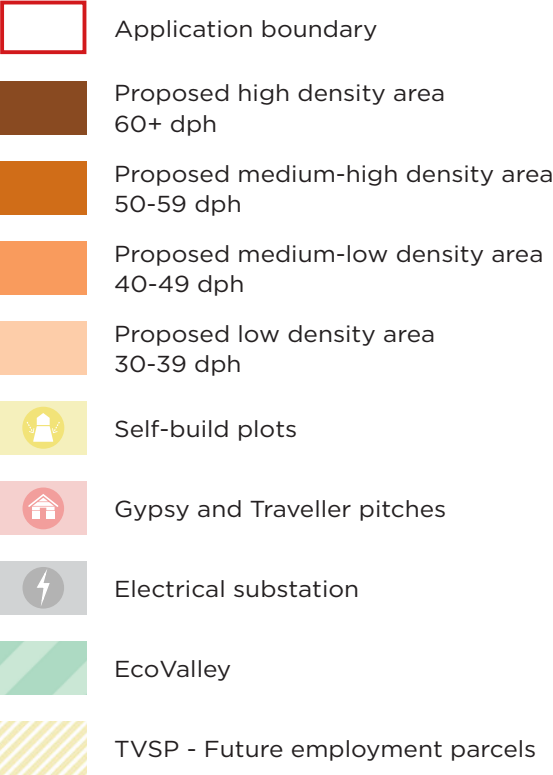 Application boundary
Proposed high density area
60+ dph
Proposed medium-high density area
50-59 dph
Proposed medium-low density area
40-49 dph
Proposed low density area
30-39 dph
Self-build plots
Gypsy and Traveller pitches
Electrical substation
EcoValley
TVSP - Future employment parcels